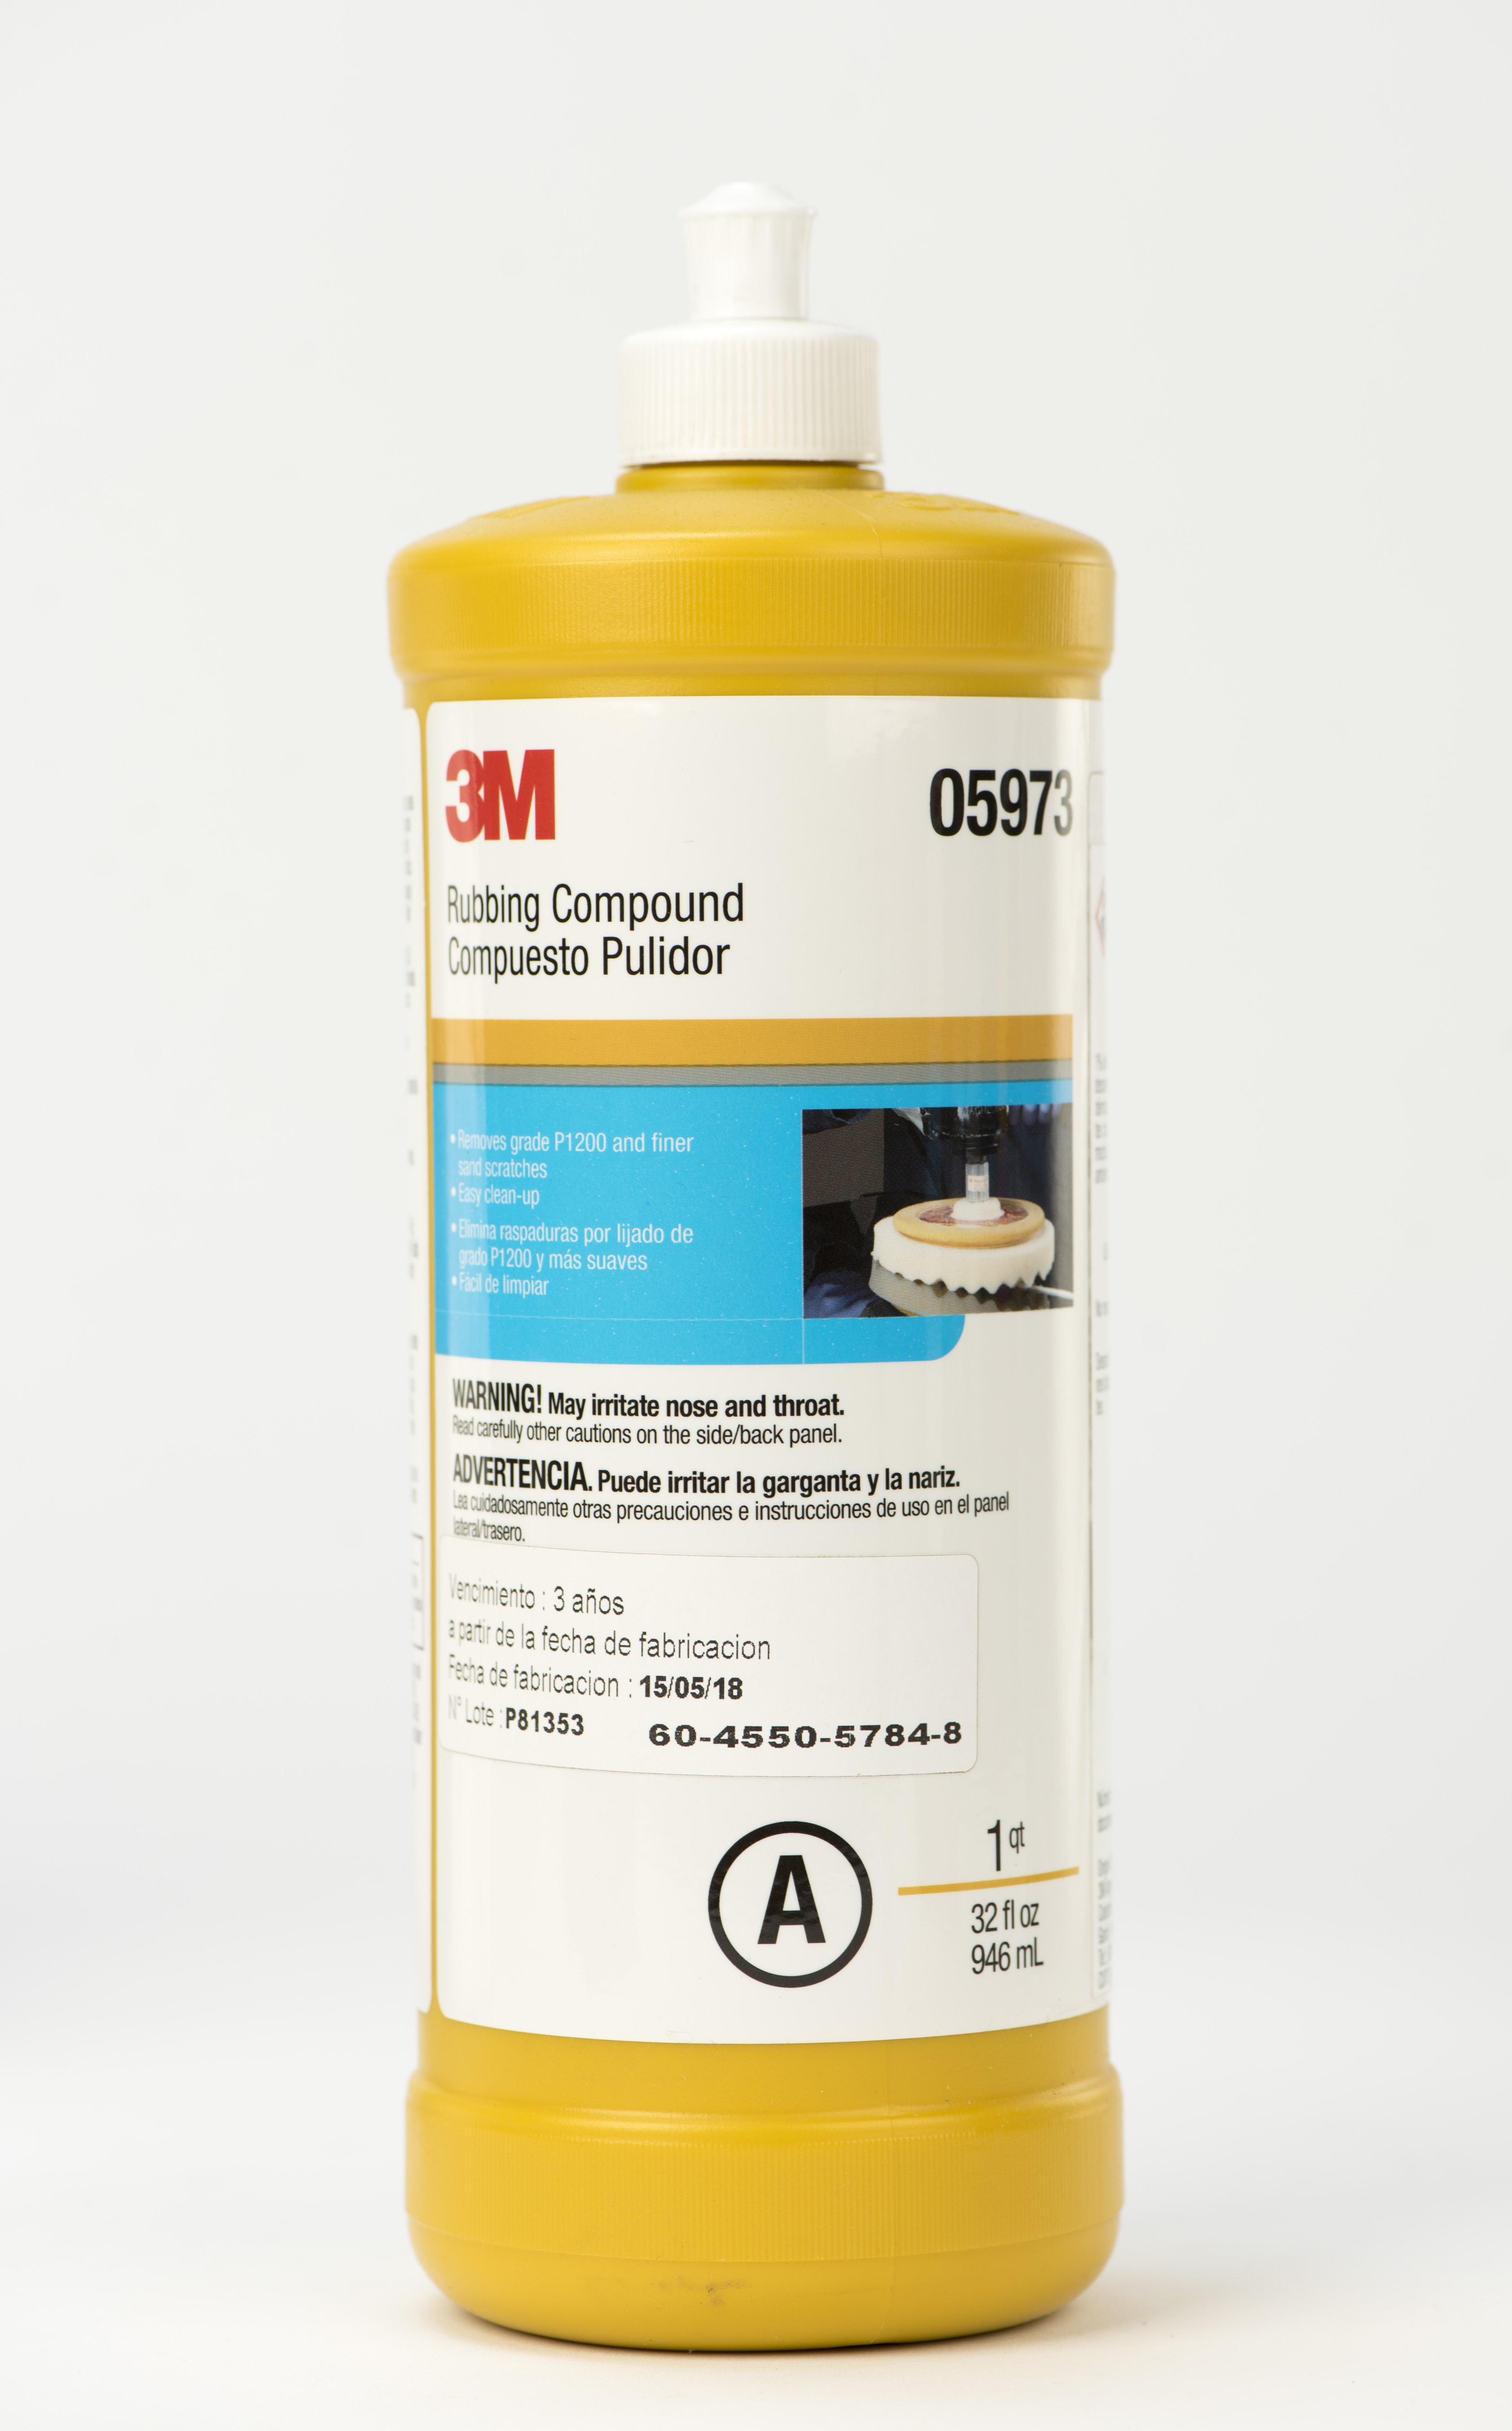 3M
05973
Rubbing Compound
Compuesto Pulidor
• Removes grade P1200 and finer
sand scratches
• Easy clean-up
• Elimina raspaduras por lijado de
grado P1200 y más suaves
• Fácil de limpiar
WARNING! May irritate nose and throat.
Read carefully other cautions on the side/back panel.
ADVERTENCIA. Puede irritar la garganta y la nariz.
Lea cuidadosamente otras precauciones e instrucciones de uso en el panel
lateral/trasero.
Vencimiento : 3 años
a partir de la fecha de fabricacion
Fecha de fabricacion : 15/05/18
N° Lote : P81353 60-4550-5784-8
A
1 qt
32 fl oz
946 mL